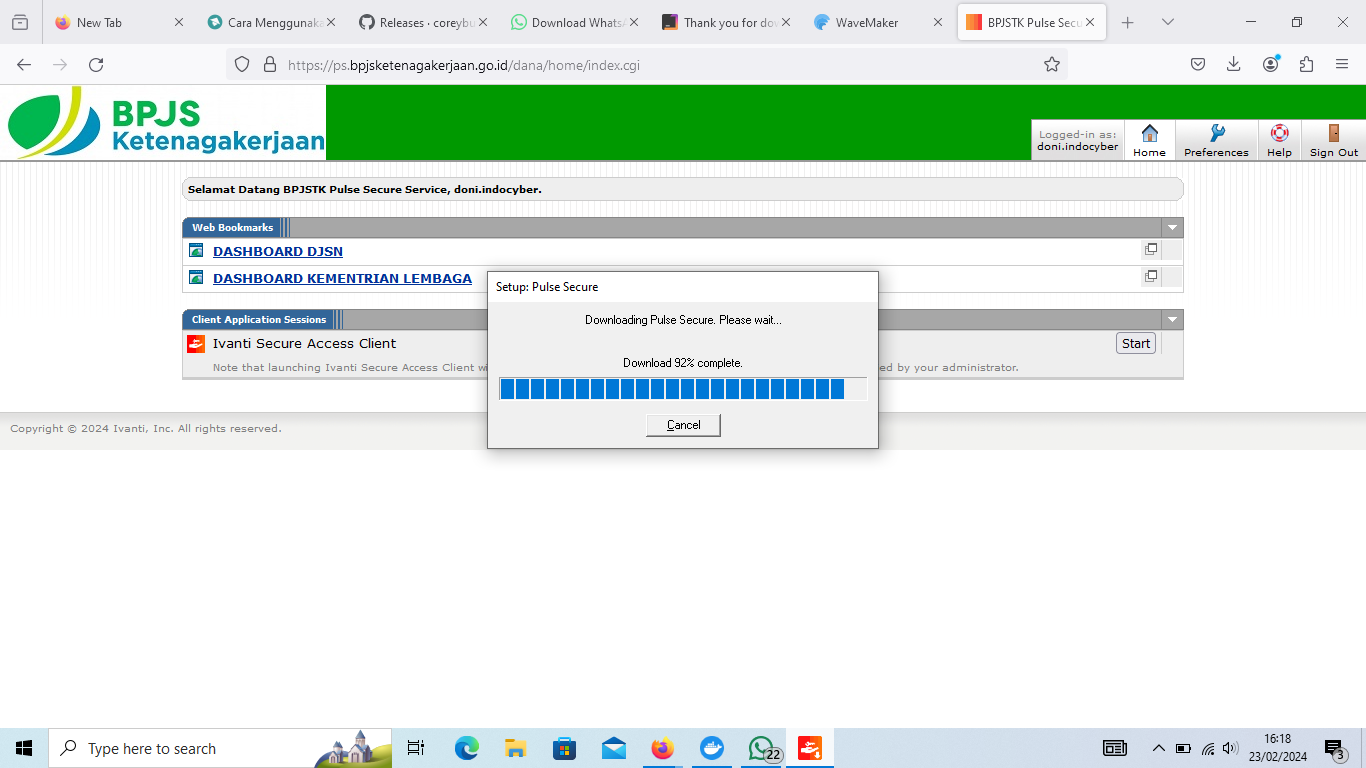 New Tab
Cara Menggunaka
Releases · coreybu
Download WhatsA
Thank you for dov
WaveMaker
BPJSTK Pulse Secu
https://ps.bpjsketenagakerjaan.go.id/dana/home/index.cgi
BPJS
Ketenagakerjaan
Logged-in as:
doni.indocyber
Home
Preferences
Help
Sign Out
Selamat Datang BPJSTK Pulse Secure Service, doni.indocyber.
Web Bookmarks
DASHBOARD DJSN
DASHBOARD KEMENTRIAN LEMBAGA
Setup: Pulse Secure
Downloading Pulse Secure. Please wait...
Download 92% complete.
Cancel
Client Application Sessions
Ivanti Secure Access Client
Start
Note that launching Ivanti Secure Access Client wi
ed by your administrator.
Copyright © 2024 Ivanti, Inc. All rights reserved.
Type here to search
22
16:18
23/02/2024
3